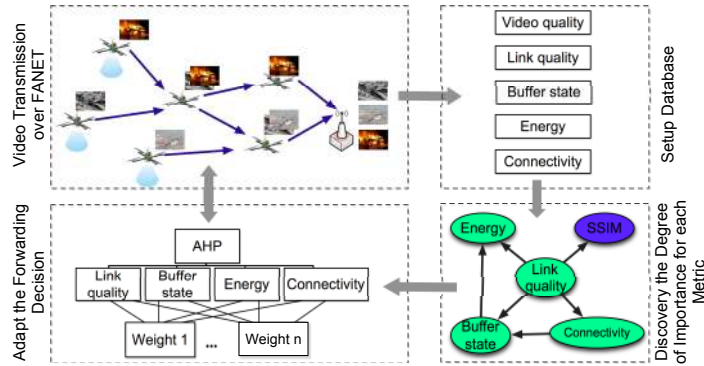 Video Transmission
over FANET
Video quality
Link quality
Buffer state
Energy
Connectivity
Setup Database
Adapt the Forwarding
Decision
AHP
Link
quality
Buffer
state
Energy
Connectivity
Weight 1
...
Weight n
Energy
SSIM
Link
quality
Buffer
state
Connectivity
Discovery the Degree
of Importance for each
Metric